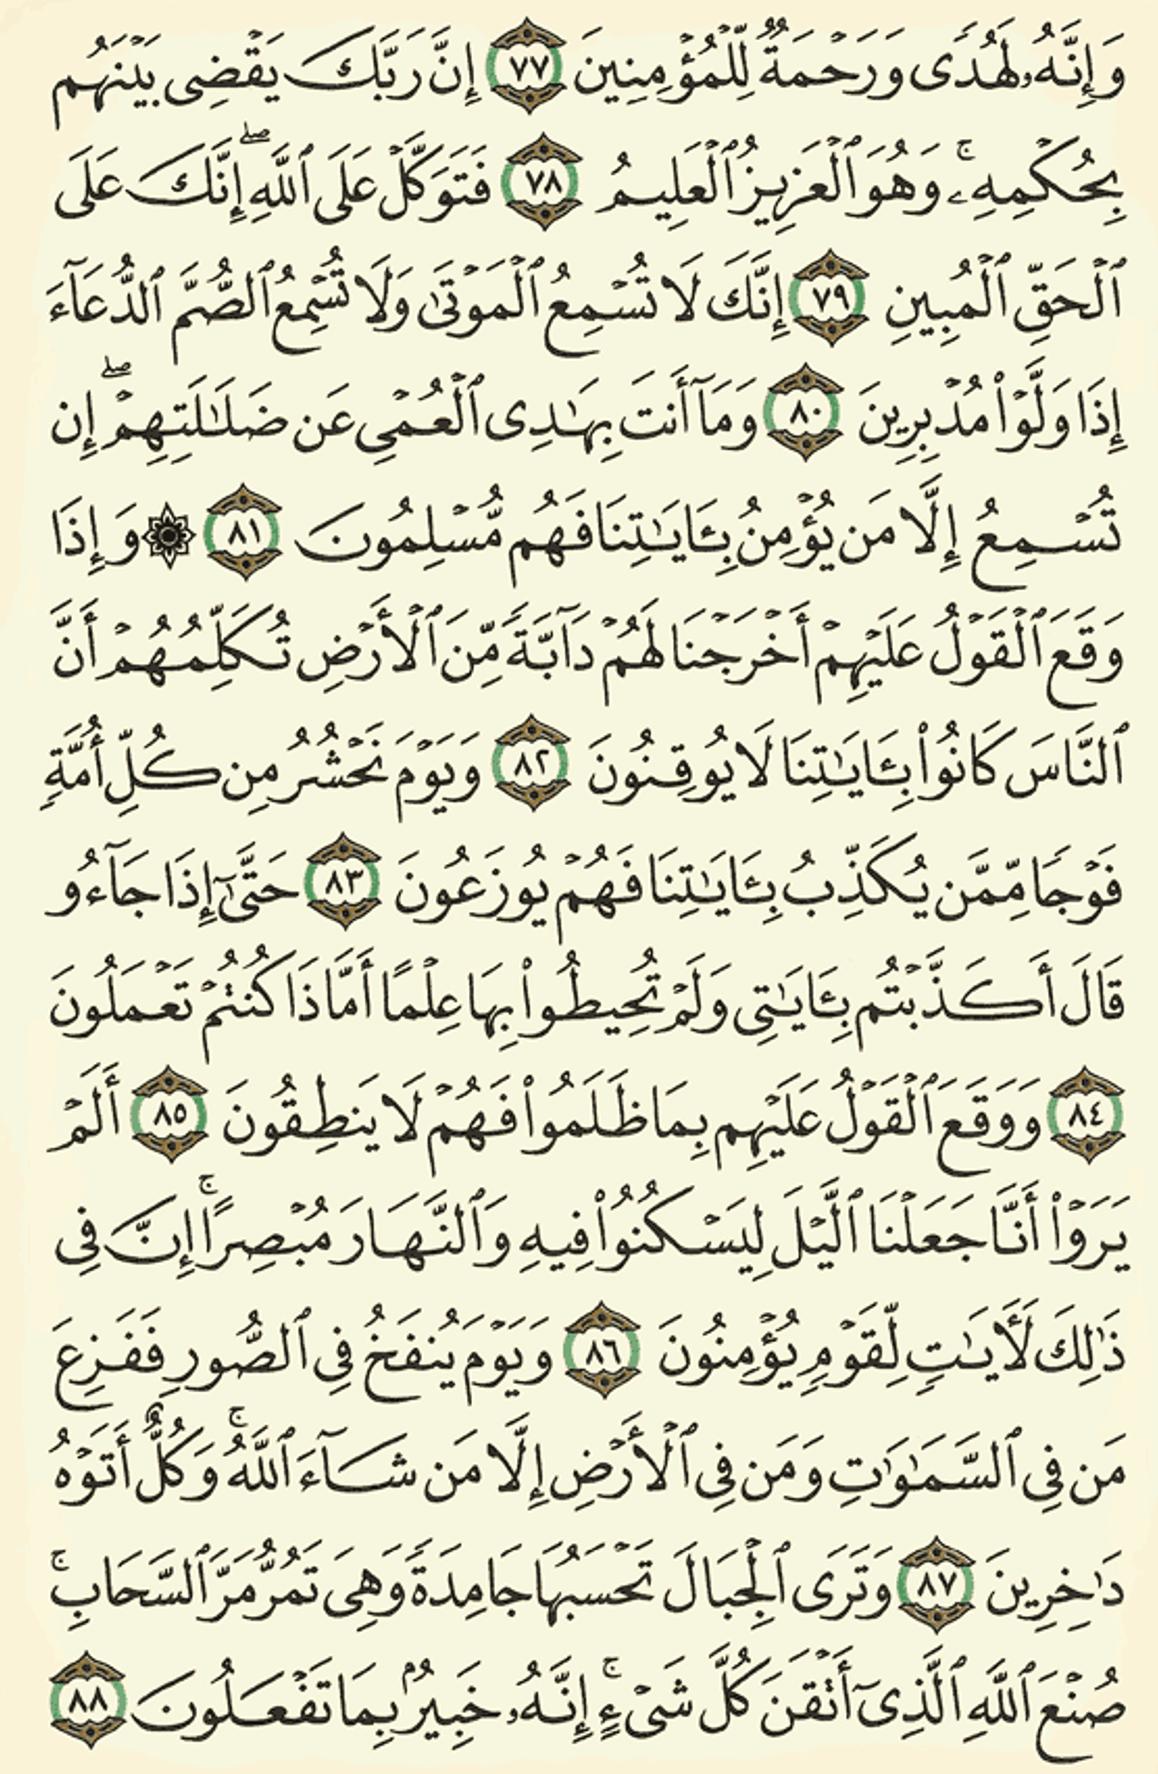 وَإِنَّهُۥ لَهُدًى وَرَحْمَةٌ لِّلْمُؤْمِنِينَ ٧٧ إِنَّ رَبَّكَ يَقْضِى بَيْنَهُم
بِحُكْمِهِۦ ۚ وَهُوَ ٱلْعَزِيزُ ٱلْعَلِيمُ ٧٨ فَتَوَكَّلْ عَلَى ٱللَّهِ ۖ إِنَّكَ عَلَى
ٱلْحَقِّ ٱلْمُبِينِ ٧٩ إِنَّكَ لَا تُسْمِعُ ٱلْمَوْتَىٰ وَلَا تُسْمِعُ ٱلصُّمَّ ٱلدُّعَآءَ
إِذَا وَلَّوْا۟ مُدْبِرِينَ ٨٠ وَمَآ أَنتَ بِهَـٰدِى ٱلْعُمْىِ عَن ضَلَـٰلَتِهِمْ ۖ إِن
تُسْمِعُ إِلَّا مَن يُؤْمِنُ بِـَٔايَـٰتِنَا فَهُم مُّسْلِمُونَ ٨١ ۞ وَإِذَا
وَقَعَ ٱلْقَوْلُ عَلَيْهِمْ أَخْرَجْنَا لَهُمْ دَآبَّةً مِّنَ ٱلْأَرْضِ تُكَلِّمُهُمْ أَنَّ
ٱلنَّاسَ كَانُوا۟ بِـَٔايَـٰتِنَا لَا يُوقِنُونَ ٨٢ وَيَوْمَ نَحْشُرُ مِن كُلِّ أُمَّةٍ
فَوْجًا مِّمَّن يُكَذِّبُ بِـَٔايَـٰتِنَا فَهُمْ يُوزَعُونَ ٨٣ حَتَّىٰٓ إِذَا جَآءُو
قَالَ أَكَذَّبْتُم بِـَٔايَـٰتِى وَلَمْ تُحِيطُوا۟ بِهَا عِلْمًا أَمَّاذَا كُنتُمْ تَعْمَلُونَ
٨٤ وَوَقَعَ ٱلْقَوْلُ عَلَيْهِم بِمَا ظَلَمُوا۟ فَهُمْ لَا يَنطِقُونَ ٨٥ أَلَمْ
يَرَوْا۟ أَنَّا جَعَلْنَا ٱلَّيْلَ لِيَسْكُنُوا۟ فِيهِ وَٱلنَّهَارَ مُبْصِرًا ۚ إِنَّ فِى
ذَٰلِكَ لَـَٔايَـٰتٍ لِّقَوْمٍ يُؤْمِنُونَ ٨٦ وَيَوْمَ يُنفَخُ فِى ٱلصُّورِ فَفَزِعَ
مَن فِى ٱلسَّمَـٰوَٰتِ وَمَن فِى ٱلْأَرْضِ إِلَّا مَن شَآءَ ٱللَّهُ ۚ وَكُلٌّ أَتَوْهُ
دَٰخِرِينَ ٨٧ وَتَرَى ٱلْجِبَالَ تَحْسَبُهَا جَامِدَةً وَهِىَ تَمُرُّ مَرَّ ٱلسَّحَابِ ۚ
صُنْعَ ٱللَّهِ ٱلَّذِىٓ أَتْقَنَ كُلَّ شَىْءٍ ۚ إِنَّهُۥ خَبِيرٌۢ بِمَا تَفْعَلُونَ ٨٨